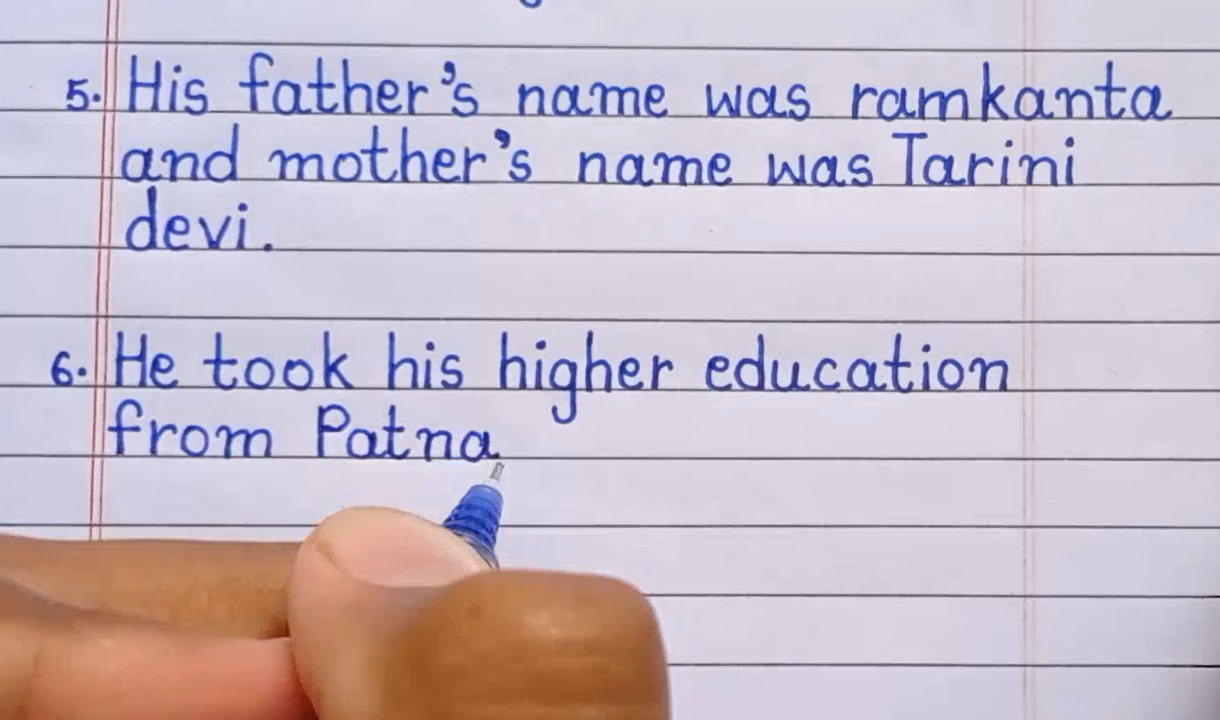 5. His father's name was ramkanta
and mother's name was Tarini
devi.
6. He took his higher education
from Patna